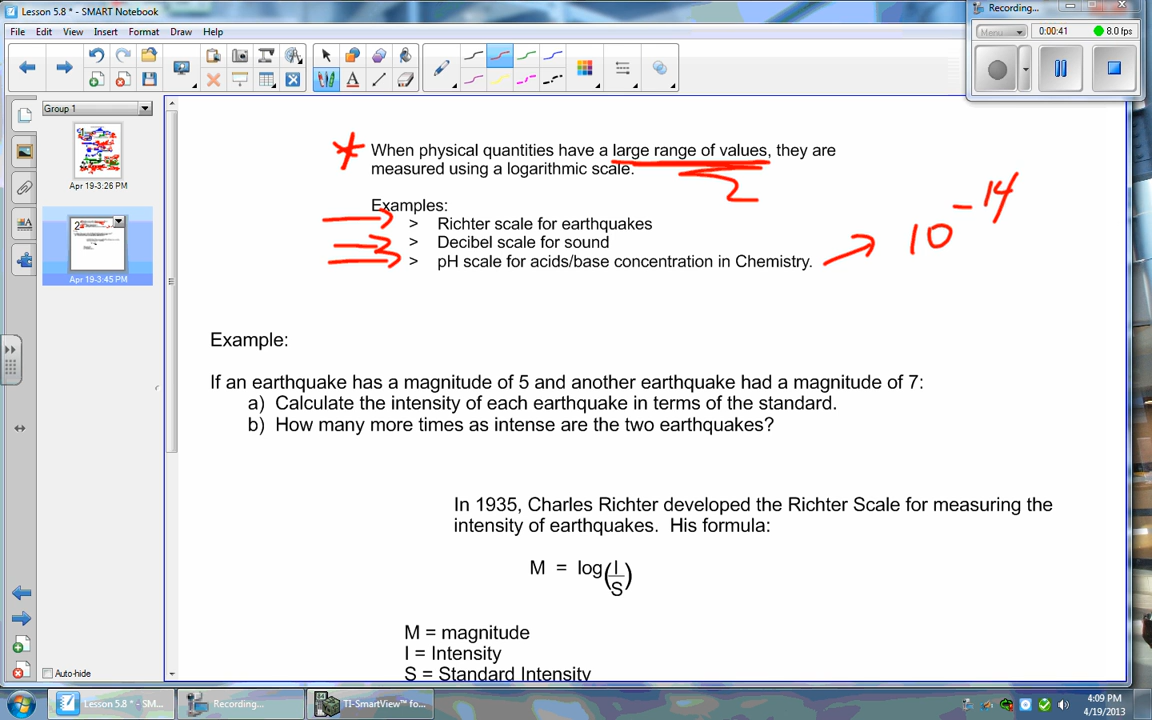 Lesson 5.8 * - SMART Notebook
Recording...
File Edit View Insert Format Draw Help
Menu 0:00:41 8.0 fps
Group 1
Apr 19-3:26 PM
2
Apr 19-3:45 PM
When physical quantities have a large range of values, they are
measured using a logarithmic scale.
Examples:
> Richter scale for earthquakes
> Decibel scale for sound
> pH scale for acids/base concentration in Chemistry.
10 -14
Example:
If an earthquake has a magnitude of 5 and another earthquake had a magnitude of 7:
a) Calculate the intensity of each earthquake in terms of the standard.
b) How many more times as intense are the two earthquakes?
In 1935, Charles Richter developed the Richter Scale for measuring the
intensity of earthquakes. His formula:
M = log(I/S)
M = magnitude
I = Intensity
S = Standard Intensity
Auto-hide
Lesson 5.8 * - SM...
Recording...
TI-SmartView™ fo...
4:09 PM
4/19/2013